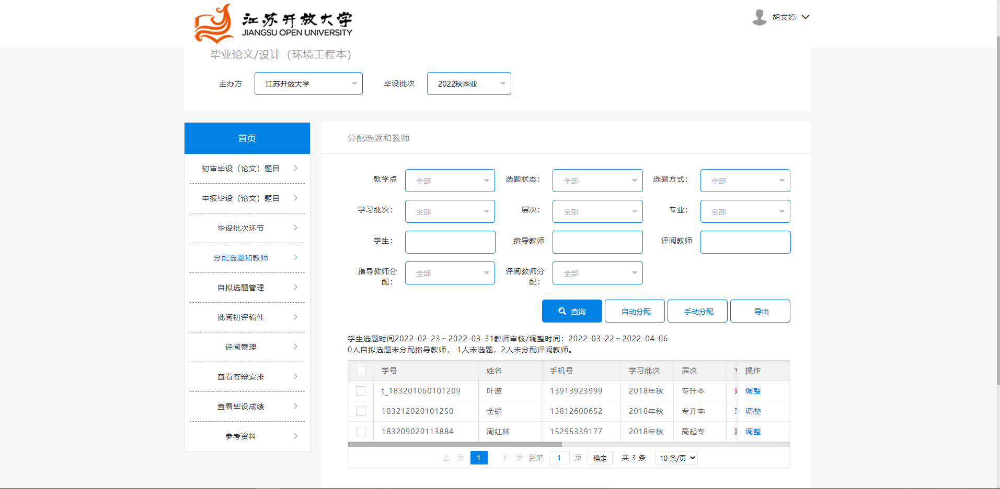 江苏开放大学
JIANGSU OPEN UNIVERSITY
胡文婷
毕业论文/设计（环境工程本）
主办方 江苏开放大学 毕设批次 2022秋毕业
首页
初审毕设（论文）题目
申报毕设（论文）题目
毕设批次环节
分配选题和教师
自拟选题管理
批阅初评稿件
评阅管理
查看答辩安排
查看毕设成绩
参考资料
分配选题和教师
教学点 全部 选题状态： 全部 选题方式： 全部
学习批次： 全部 层次： 全部 专业： 全部
学生： 指导教师 评阅教师
指导教师分配： 全部 评阅教师分配： 全部
查询 自动分配 手动分配 导出
学生选题时间2022-02-23～2022-03-31教师审核/调整时间：2022-03-22～2022-04-06
0人自拟选题未分配指导教师， 1人未选题，2人未分配评阅教师。
学号 姓名 手机号 学习批次 层次 操作
t_183201060101209 叶波 13913923999 2018年秋 专升本 调整
183212020101250 金瑜 13812600652 2018年秋 专升本 调整
183209020113884 周红林 15295339177 2018年秋 高起专 调整
上一页 1 下一页 到第 1 页 确定 共 3 条 10 条/页